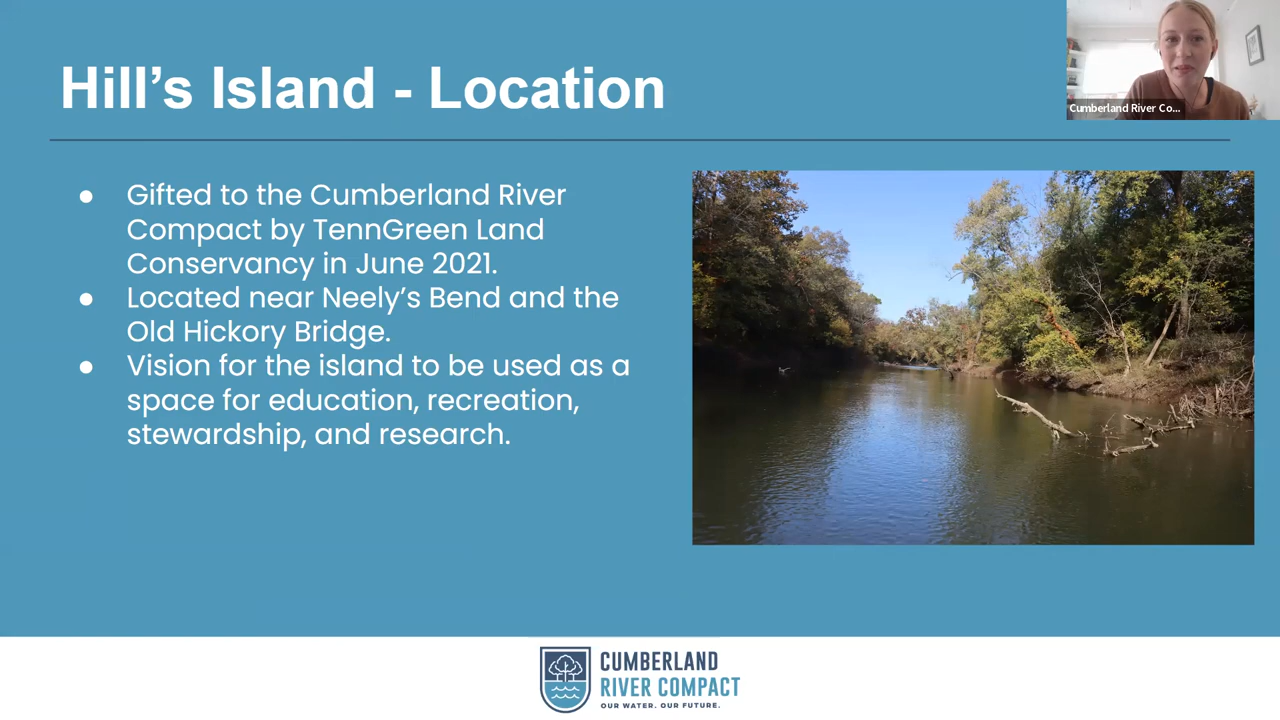 Hill's Island - Location
Cumberland River Co...
● Gifted to the Cumberland River
Compact by TennGreen Land
Conservancy in June 2021.
● Located near Neely's Bend and the
Old Hickory Bridge.
● Vision for the island to be used as a
space for education, recreation,
stewardship, and research.
CUMBERLAND
RIVER COMPACT
OUR WATER. OUR FUTURE.